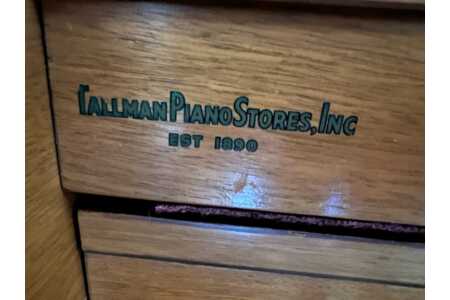 TALLMAN PIANO STORES, INC
EST 1890